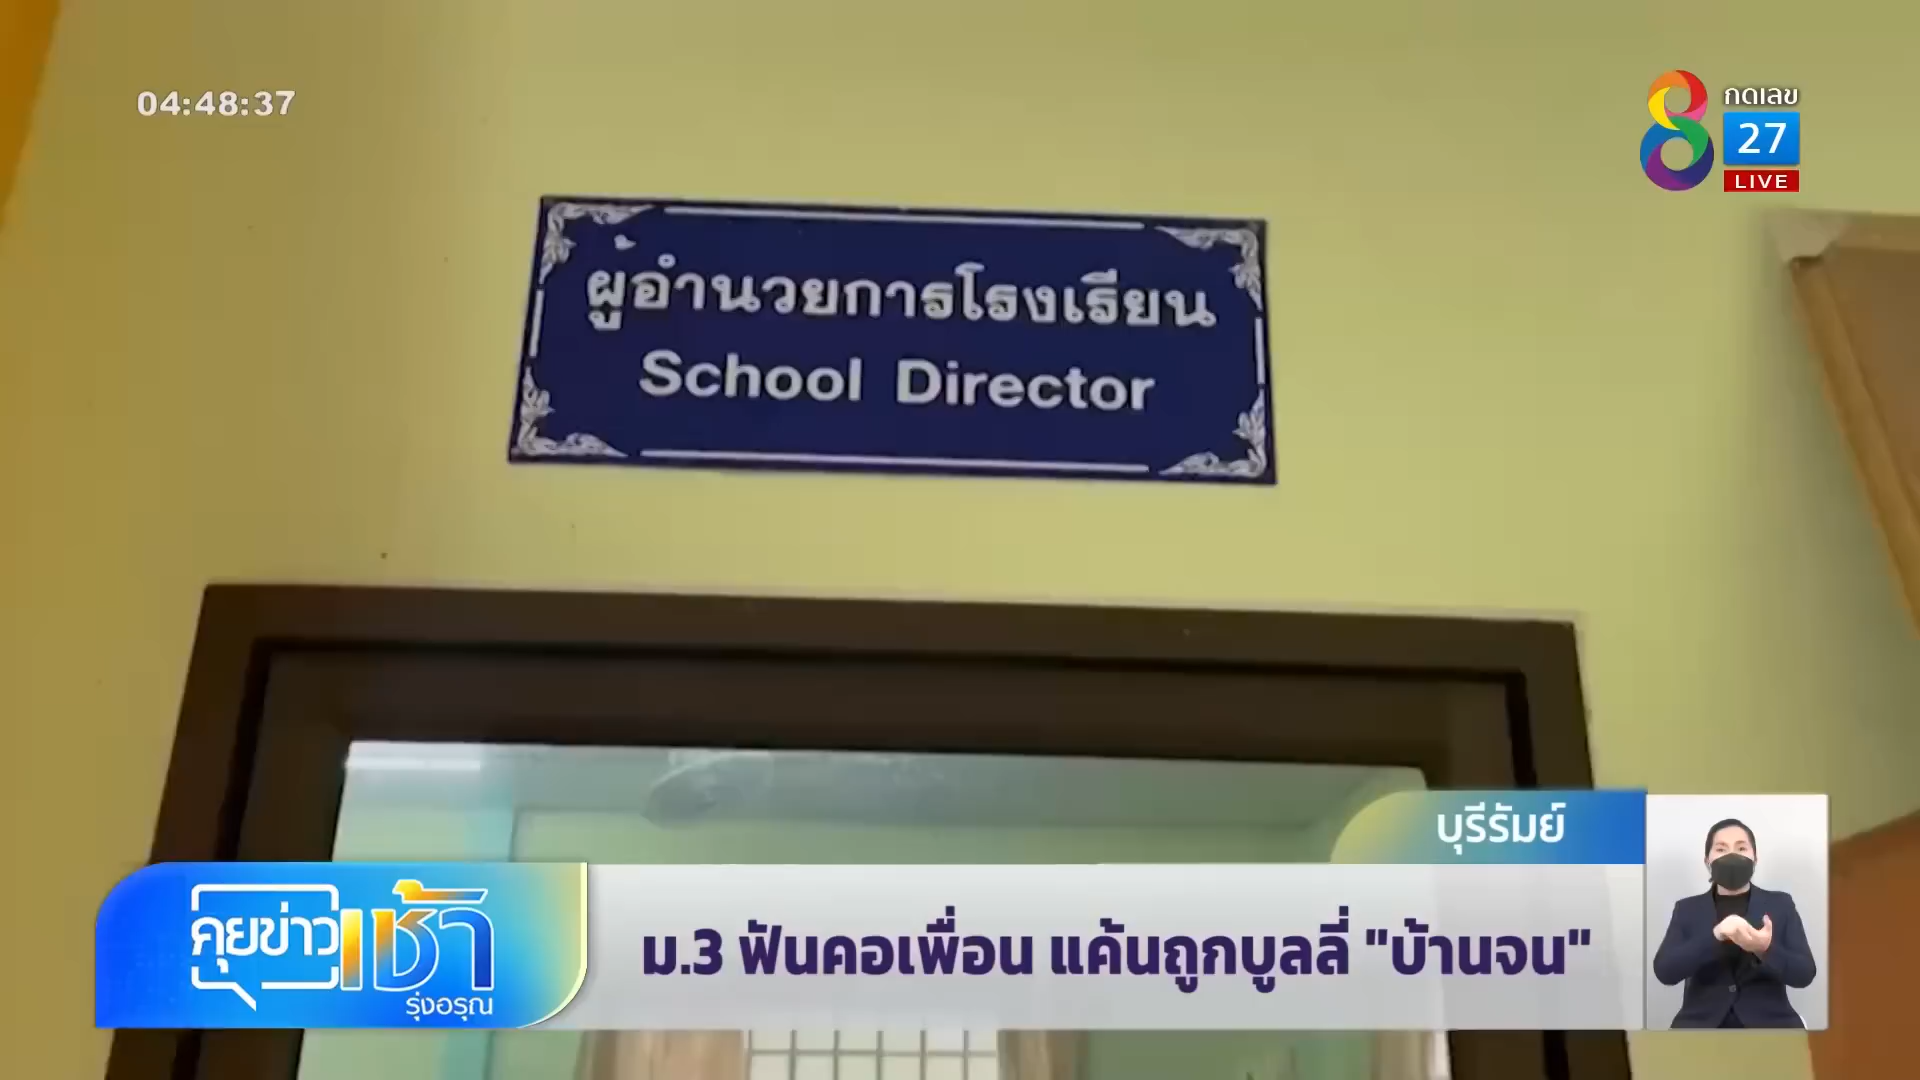 04:48:37
กดเลข
27
LIVE
ผู้อำนวยการโรงเรียน
School Director
บุรีรัมย์
คุยข่าวเช้า
รุ่งอรุณ
ม.3 ฟันคอเพื่อน แค้นถูกบูลลี่ "บ้านจน"